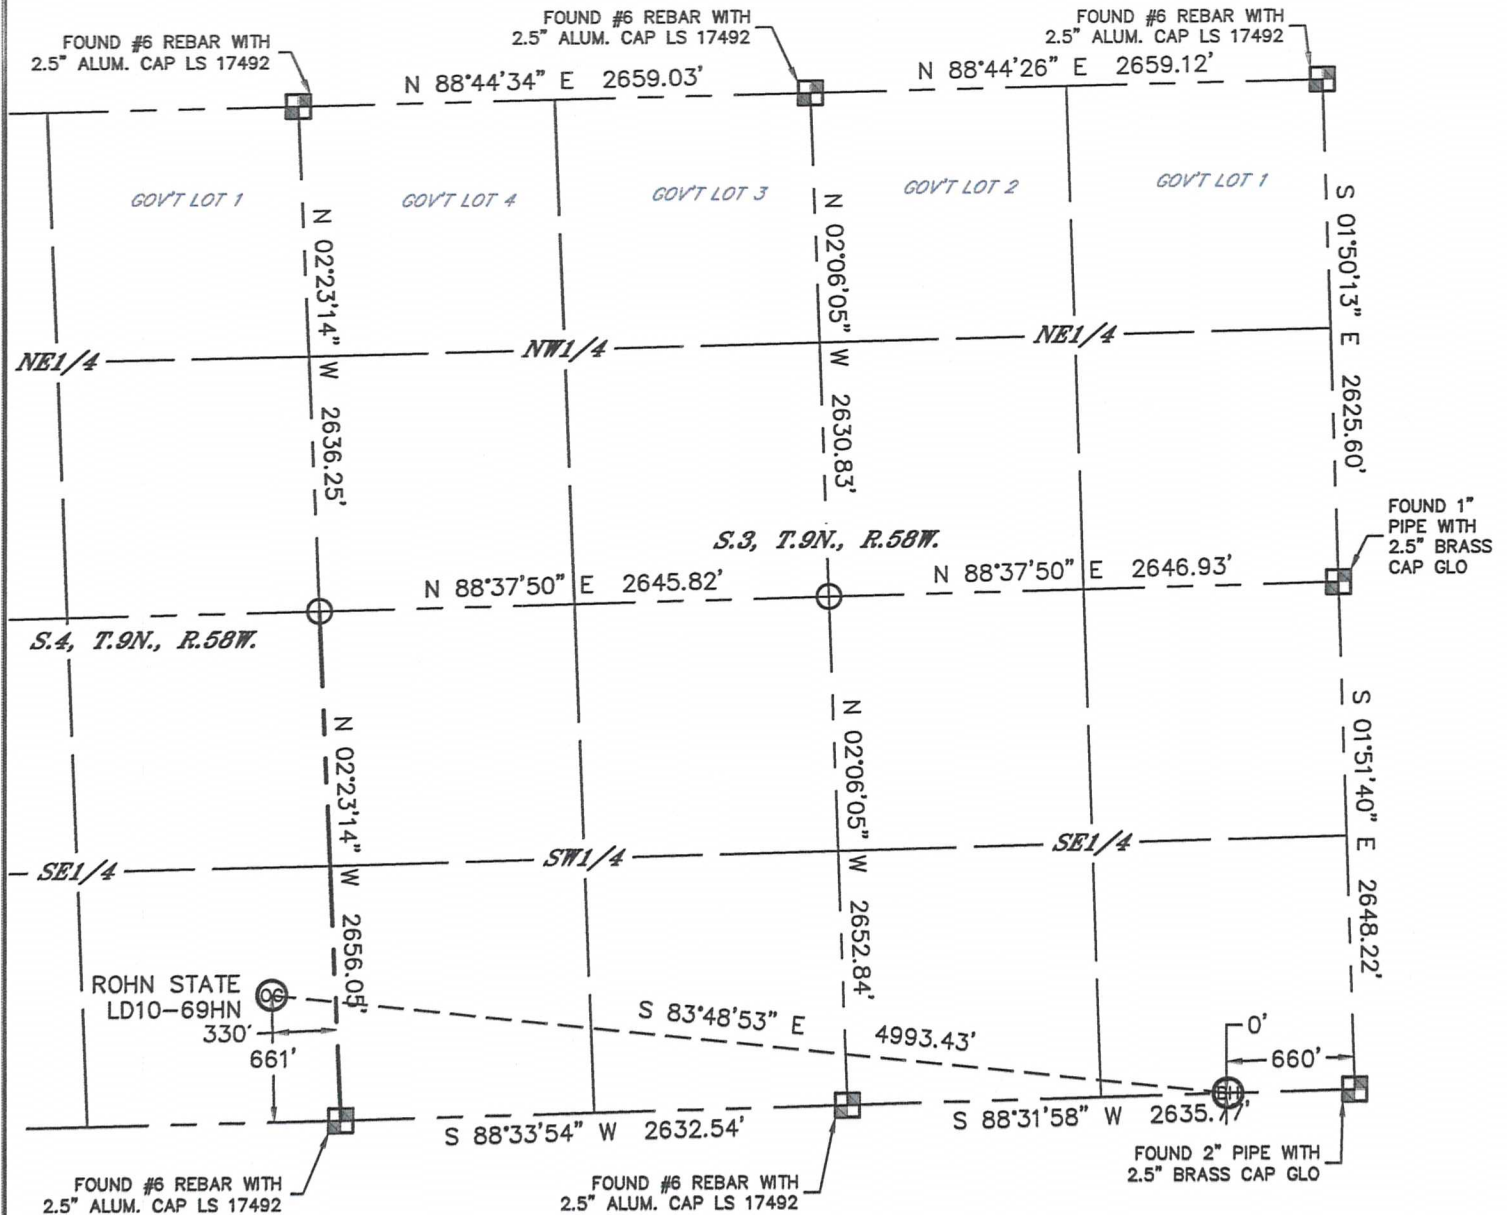 FOUND #6 REBAR WITH
2.5" ALUM. CAP LS 17492
FOUND #6 REBAR WITH
2.5" ALUM. CAP LS 17492
FOUND #6 REBAR WITH
2.5" ALUM. CAP LS 17492
N 88°44'34" E 2659.03'
N 88°44'26" E 2659.12'
GOV'T LOT 1
GOV'T LOT 4
GOV'T LOT 3
GOV'T LOT 2
GOV'T LOT 1
N 02°23'14" W 2636.25'
N 02°06'05" W 2630.83'
S 01°50'13" E 2625.60'
NE1/4
NW1/4
NE1/4
FOUND 1"
PIPE WITH
2.5" BRASS
CAP GLO
S.3, T.9N., R.58W.
N 88°37'50" E 2645.82'
N 88°37'50" E 2646.93'
S.4, T.9N., R.58W.
N 02°23'14" W 2656.05'
N 02°06'05" W 2652.84'
S 01°51'40" E 2648.22'
SE1/4
SW1/4
SE1/4
ROHN STATE
LD10-69HN
OG
330'
661'
S 83°48'53" E 4993.43'
0'
660'
BH
S 88°33'54" W 2632.54'
S 88°31'58" W 2635.77'
FOUND 2" PIPE WITH
2.5" BRASS CAP GLO
FOUND #6 REBAR WITH
2.5" ALUM. CAP LS 17492
FOUND #6 REBAR WITH
2.5" ALUM. CAP LS 17492